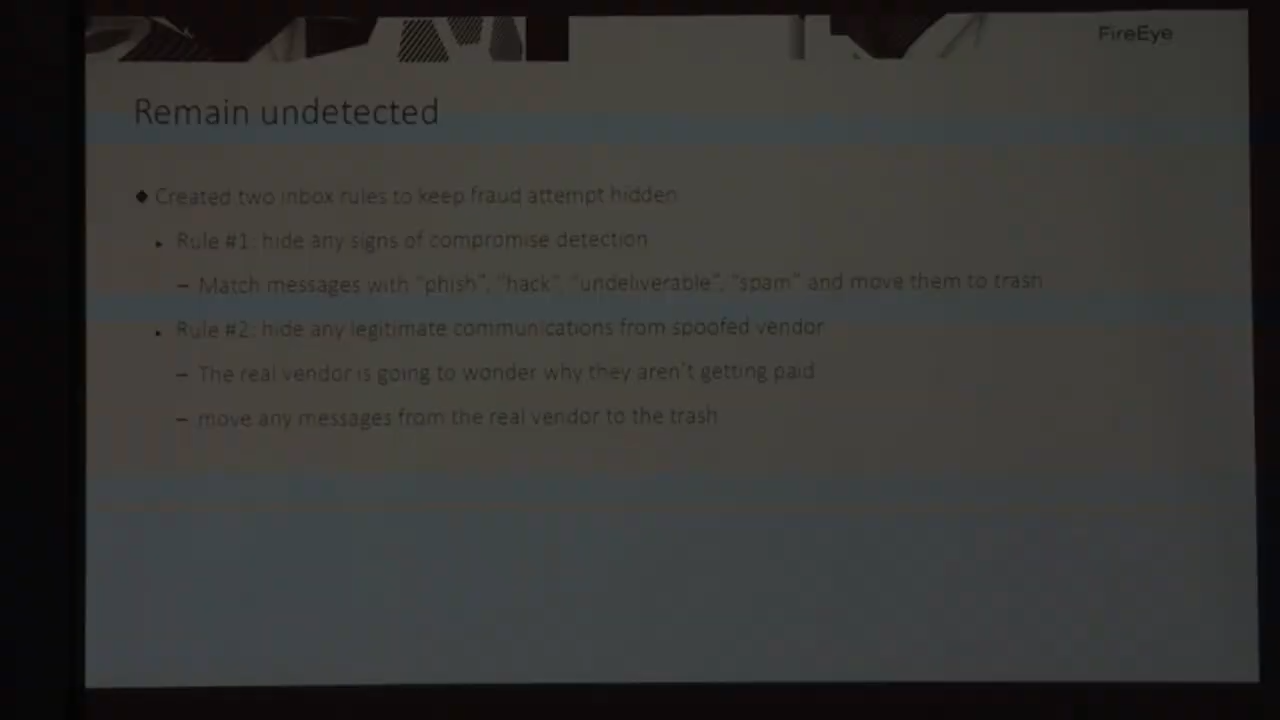 FireEye
Remain undetected
◆ Created two inbox rules to keep fraud attempt hidden
▪ Rule #1: hide any signs of compromise detection
– Match messages with "phish", "hack", "undeliverable", "spam" and move them to trash
▪ Rule #2: hide any legitimate communications from spoofed vendor
– The real vendor is going to wonder why they aren't getting paid
– move any messages from the real vendor to the trash